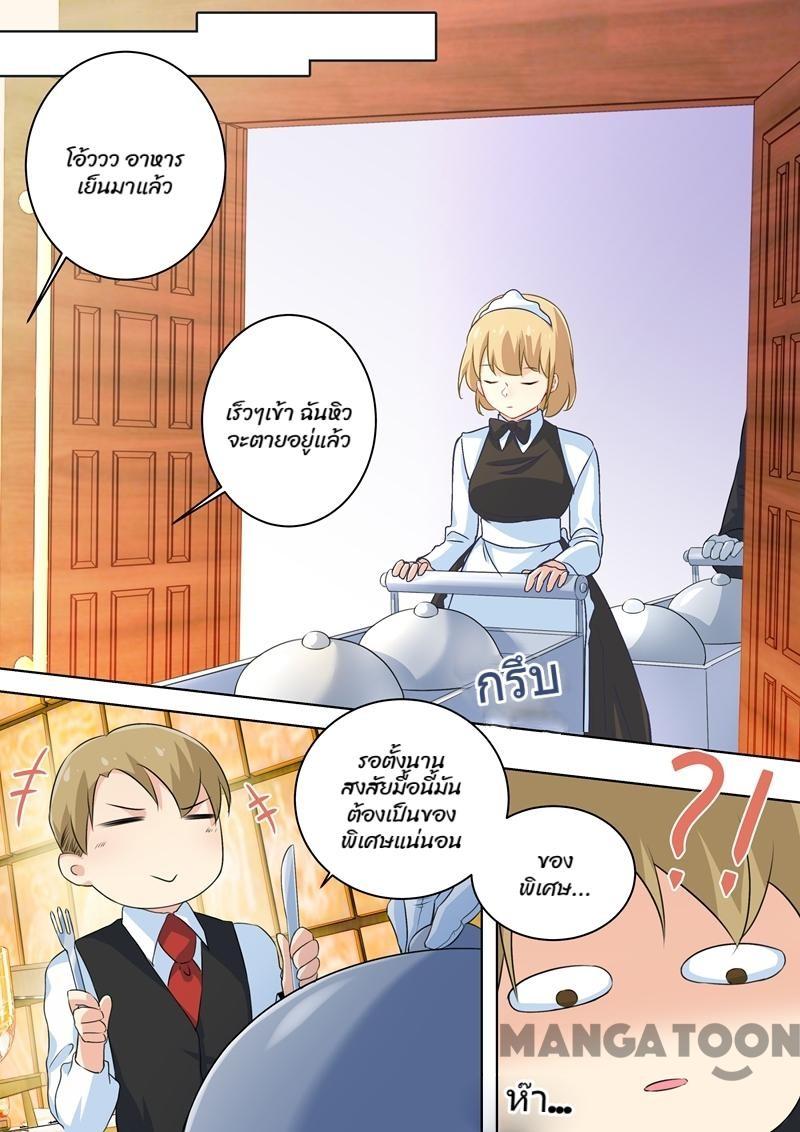 โอ้ววว อาหาร
เย็นมาแล้ว
เร็วๆเข้า ฉันหิว
จะตายอยู่แล้ว
กรึบ
รอตั้งนาน
สงสัยมื้อนี้มัน
ต้องเป็นของ
พิเศษแน่นอน
ของ
พิเศษ...
?!
MANGATOON
ห๊า...